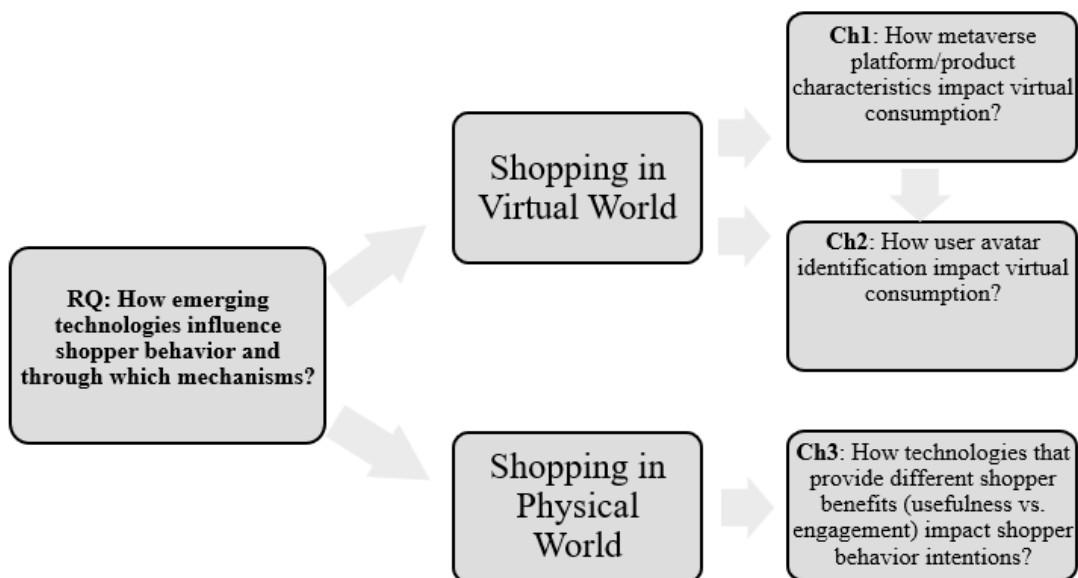 RQ: How emerging
technologies influence
shopper behavior and
through which mechanisms?
Shopping in
Virtual World
Ch1: How metaverse
platform/product
characteristics impact virtual
consumption?
Ch2: How user avatar
identification impact virtual
consumption?
Shopping in
Physical
World
Ch3: How technologies that
provide different shopper
benefits (usefulness vs.
engagement) impact shopper
behavior intentions?